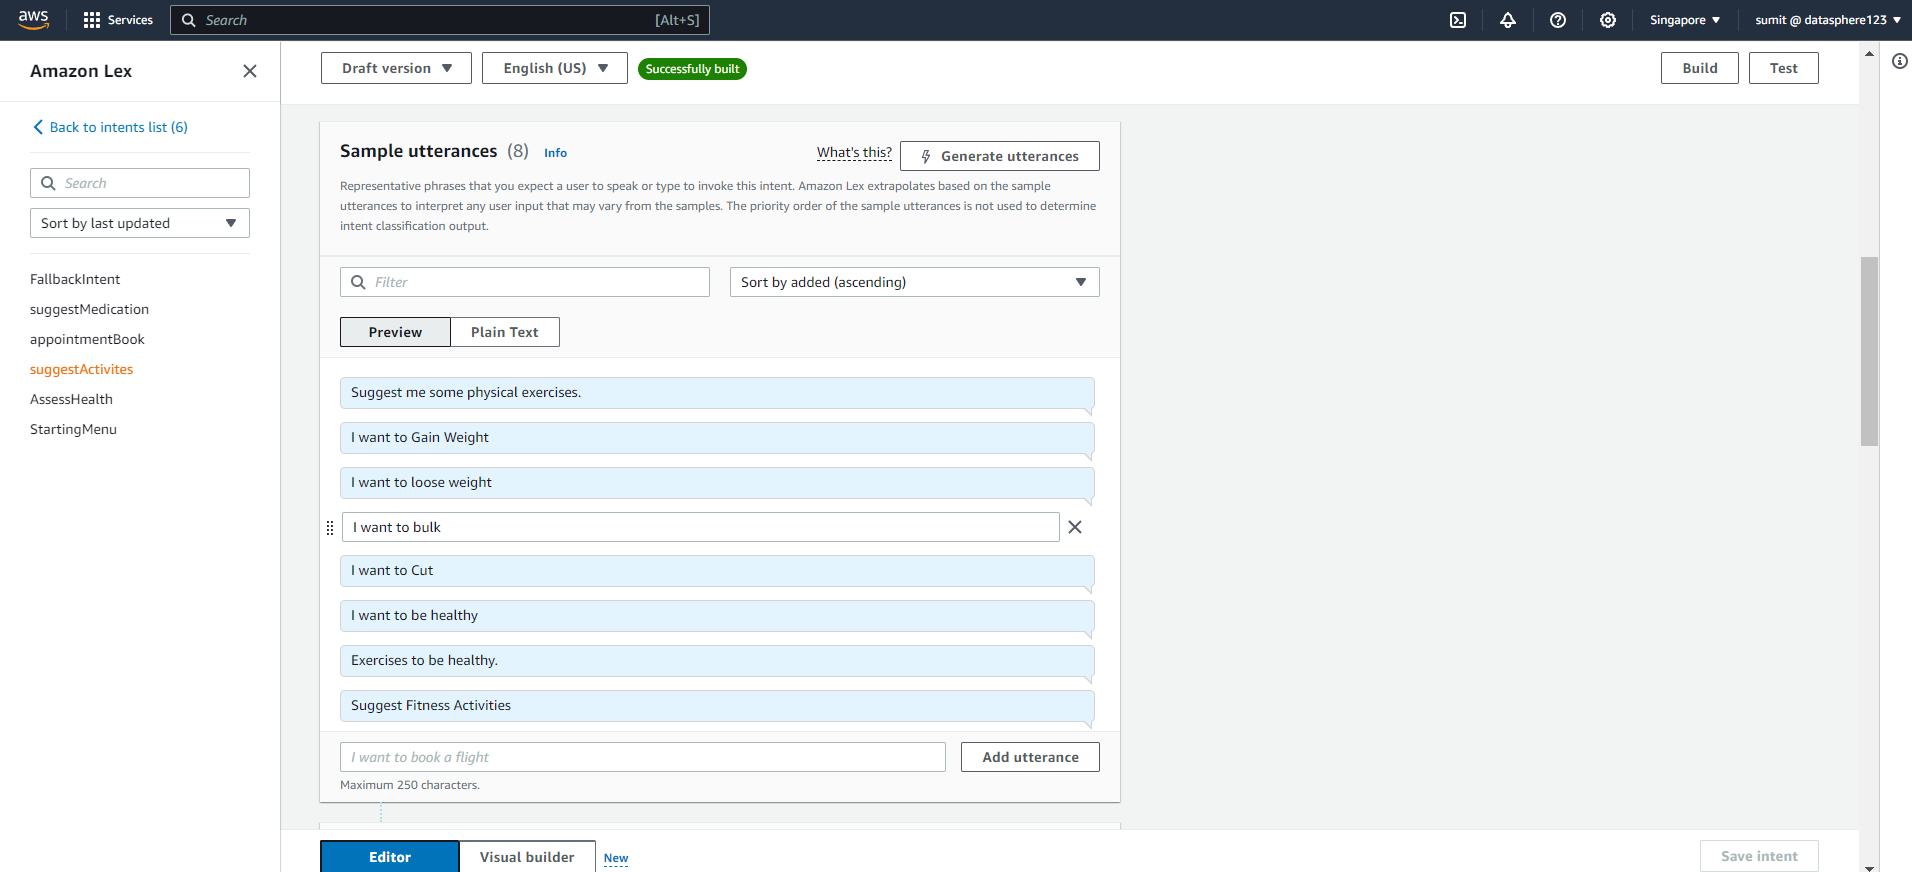 aws
Services
Search
[Alt+S]
Singapore
sumit @ datasphere123
Amazon Lex
Back to intents list (6)
Search
Sort by last updated
FallbackIntent
suggestMedication
appointmentBook
suggestActivites
AssessHealth
StartingMenu
Draft version
English (US)
Successfully built
Build
Test
Sample utterances (8) Info
What's this?
Generate utterances
Representative phrases that you expect a user to speak or type to invoke this intent. Amazon Lex extrapolates based on the sample
utterances to interpret any user input that may vary from the samples. The priority order of the sample utterances is not used to determine
intent classification output.
Filter
Sort by added (ascending)
Preview
Plain Text
Suggest me some physical exercises.
I want to Gain Weight
I want to loose weight
I want to bulk
I want to Cut
I want to be healthy
Exercises to be healthy.
Suggest Fitness Activities
I want to book a flight
Add utterance
Maximum 250 characters.
Editor
Visual builder
New
Save intent